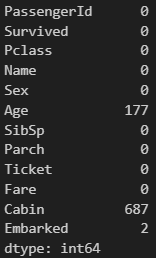 PassengerId 0
Survived 0
Pclass 0
Name 0
Sex 0
Age 177
SibSp 0
Parch 0
Ticket 0
Fare 0
Cabin 687
Embarked 2
dtype: int64